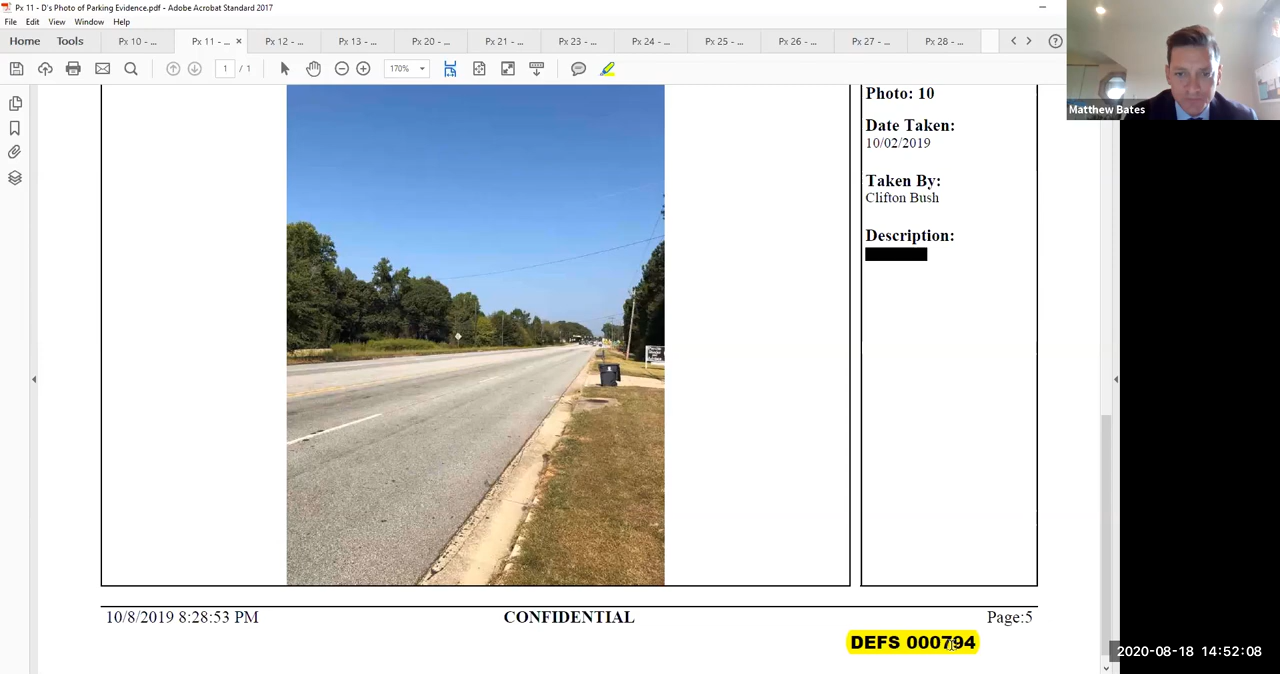 Px 11 - D's Photo of Parking Evidence.pdf - Adobe Acrobat Standard 2017
File Edit View Window Help
Home Tools Px 10 - ... Px 11 - ... × Px 12 - ... Px 13 - ... Px 20 - ... Px 21 - ... Px 23 - ... Px 24 - ... Px 25 - ... Px 26 - ... Px 27 - ... Px 28 - ...
1 / 1 170%
Matthew Bates
Photo: 10
Date Taken:
10/02/2019
Taken By:
Clifton Bush
Description:
10/8/2019 8:28:53 PM CONFIDENTIAL Page:5
DEFS 000794
2020-08-18 14:52:08